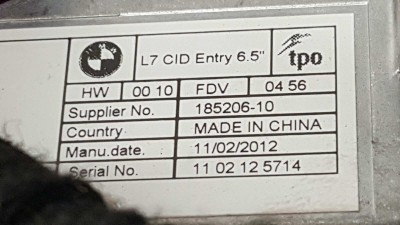 BMW L7 CID Entry 6.5" tpo
HW 00 10 FDV 04 56
Supplier No. 185206-10
Country MADE IN CHINA
Manu.date. 11/02/2012
Serial No. 11 02 12 5714